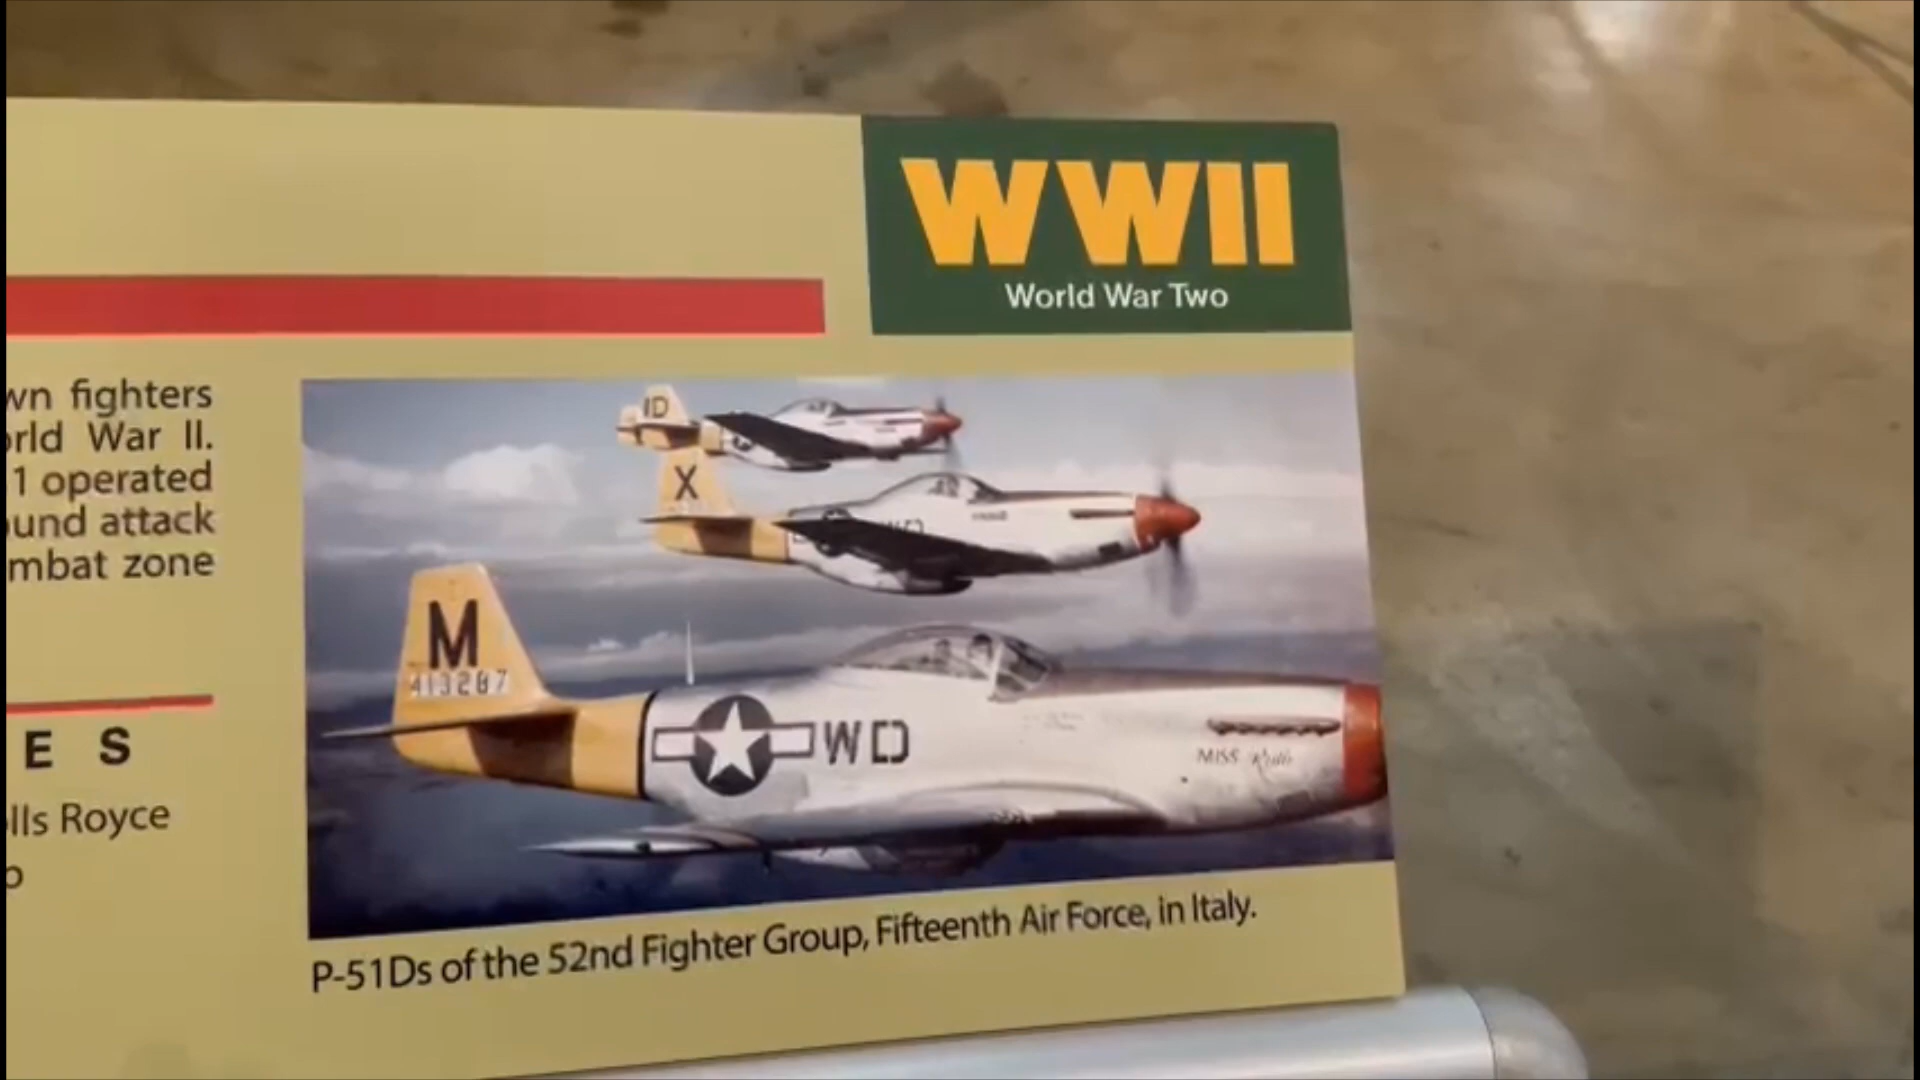 WWII
World War Two
wn fighters
orld War II.
1 operated
und attack
mbat zone
E S
lls Royce
o
D
X
M
413287
WD
MISS Ruth
P-51Ds of the 52nd Fighter Group, Fifteenth Air Force, in Italy.